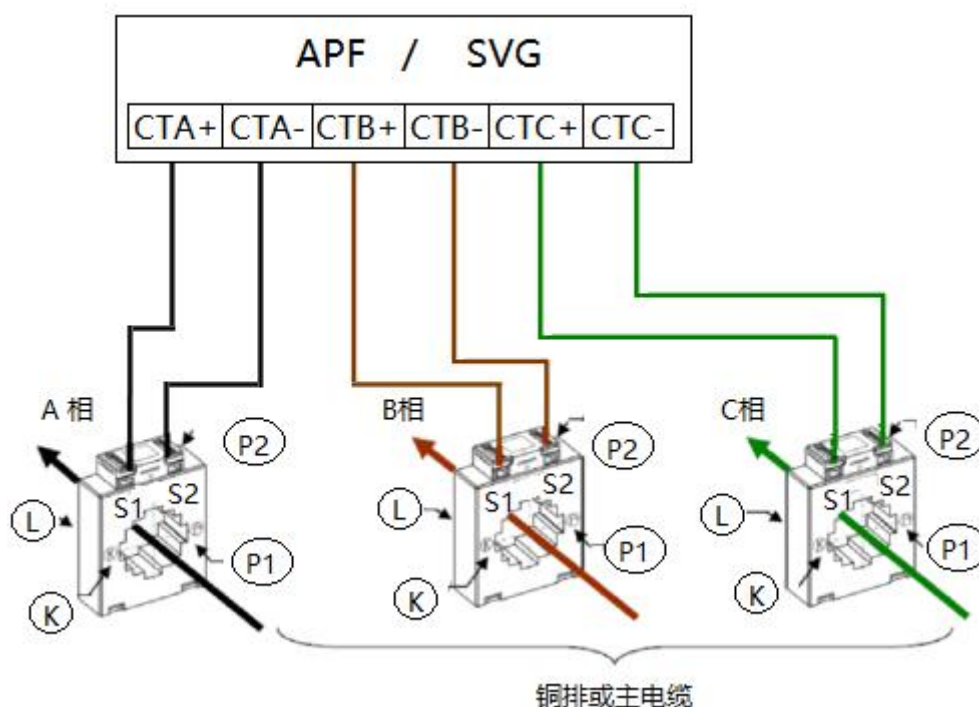 APF / SVG
CTA+ CTA- CTB+ CTB- CTC+ CTC-
A 相 B相 C相
P2 P2 P2
S1 S2 S1 S2 S1 S2
L L L
P1 P1 P1
K K K
铜排或主电缆